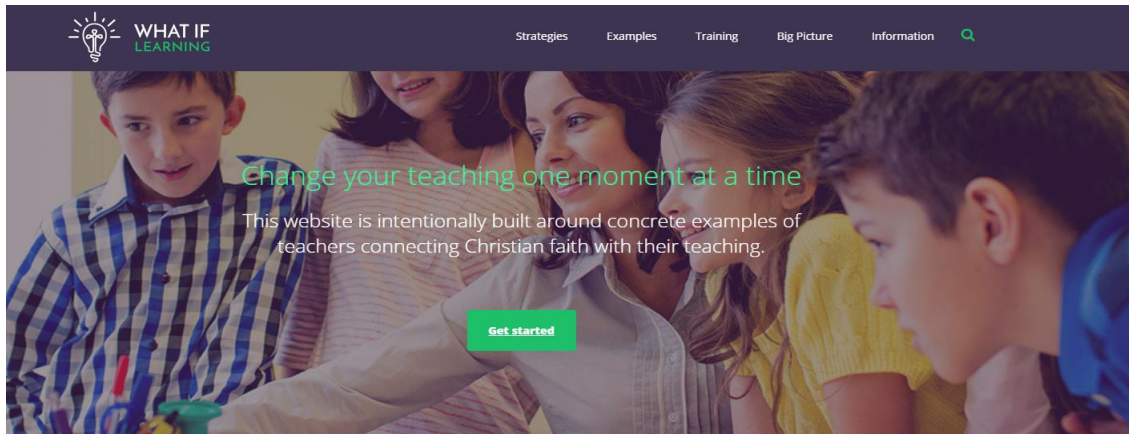 WHAT IF
LEARNING
Strategies Examples Training Big Picture Information
Change your teaching one moment at a time
This website is intentionally built around concrete examples of
teachers connecting Christian faith with their teaching.
Get started